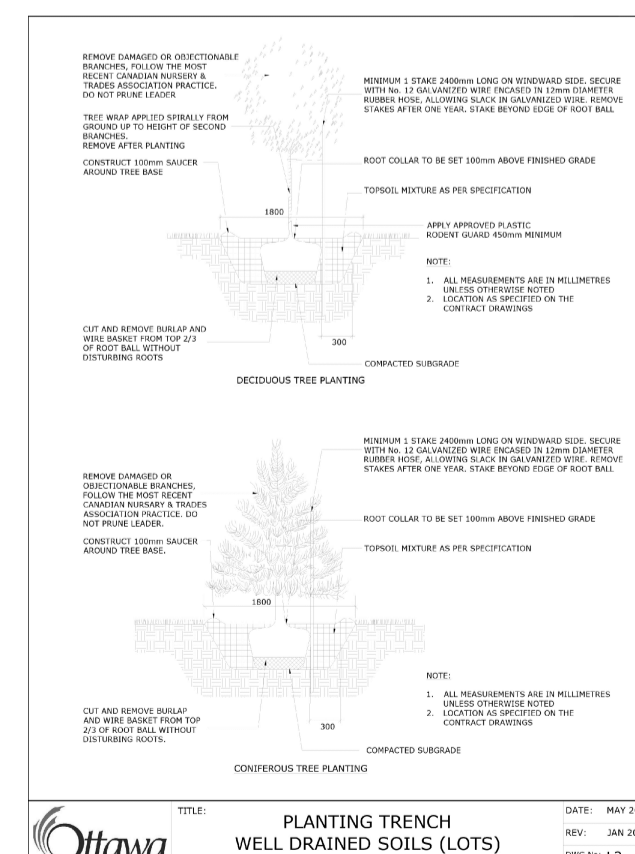 REMOVE DAMAGED OR OBJECTIONABLE
BRANCHES, FOLLOW THE MOST
RECENT CANADIAN NURSERY &
TRADES ASSOCIATION PRACTICE.
DO NOT PRUNE LEADER
TREE WRAP APPLIED SPIRALLY FROM
GROUND UP TO HEIGHT OF SECOND
BRANCHES.
REMOVE AFTER PLANTING
CONSTRUCT 100mm SAUCER
AROUND TREE BASE
MINIMUM 1 STAKE 2400mm LONG ON WINDWARD SIDE. SECURE
WITH No. 12 GALVANIZED WIRE ENCASED IN 12mm DIAMETER
RUBBER HOSE, ALLOWING SLACK IN GALVANIZED WIRE. REMOVE
STAKES AFTER ONE YEAR. STAKE BEYOND EDGE OF ROOT BALL
ROOT COLLAR TO BE SET 100mm ABOVE FINISHED GRADE
TOPSOIL MIXTURE AS PER SPECIFICATION
1800
APPLY APPROVED PLASTIC
RODENT GUARD 450mm MINIMUM
NOTE:
1. ALL MEASUREMENTS ARE IN MILLIMETRES
UNLESS OTHERWISE NOTED
2. LOCATION AS SPECIFIED ON THE
CONTRACT DRAWINGS
CUT AND REMOVE BURLAP AND
WIRE BASKET FROM TOP 2/3
OF ROOT BALL WITHOUT
DISTURBING ROOTS
300
COMPACTED SUBGRADE
DECIDUOUS TREE PLANTING
MINIMUM 1 STAKE 2400mm LONG ON WINDWARD SIDE. SECURE
WITH No. 12 GALVANIZED WIRE ENCASED IN 12mm DIAMETER
RUBBER HOSE, ALLOWING SLACK IN GALVANIZED WIRE. REMOVE
STAKES AFTER ONE YEAR. STAKE BEYOND EDGE OF ROOT BALL
REMOVE DAMAGED OR
OBJECTIONABLE BRANCHES,
FOLLOW THE MOST RECENT
CANADIAN NURSARY & TRADES
ASSOCIATION PRACTICE. DO
NOT PRUNE LEADER.
CONSTRUCT 100mm SAUCER
AROUND TREE BASE.
ROOT COLLAR TO BE SET 100mm ABOVE FINISHED GRADE
TOPSOIL MIXTURE AS PER SPECIFICATION
1800
NOTE:
1. ALL MEASUREMENTS ARE IN MILLIMETRES
UNLESS OTHERWISE NOTED
2. LOCATION AS SPECIFIED ON THE
CONTRACT DRAWINGS
CUT AND REMOVE BURLAP
AND WIRE BASKET FROM TOP
2/3 OF ROOT BALL WITHOUT
DISTURBING ROOTS.
300
COMPACTED SUBGRADE
CONIFEROUS TREE PLANTING
Ottawa
TITLE:
PLANTING TRENCH
WELL DRAINED SOILS (LOTS)
DATE: MAY
REV: JAN